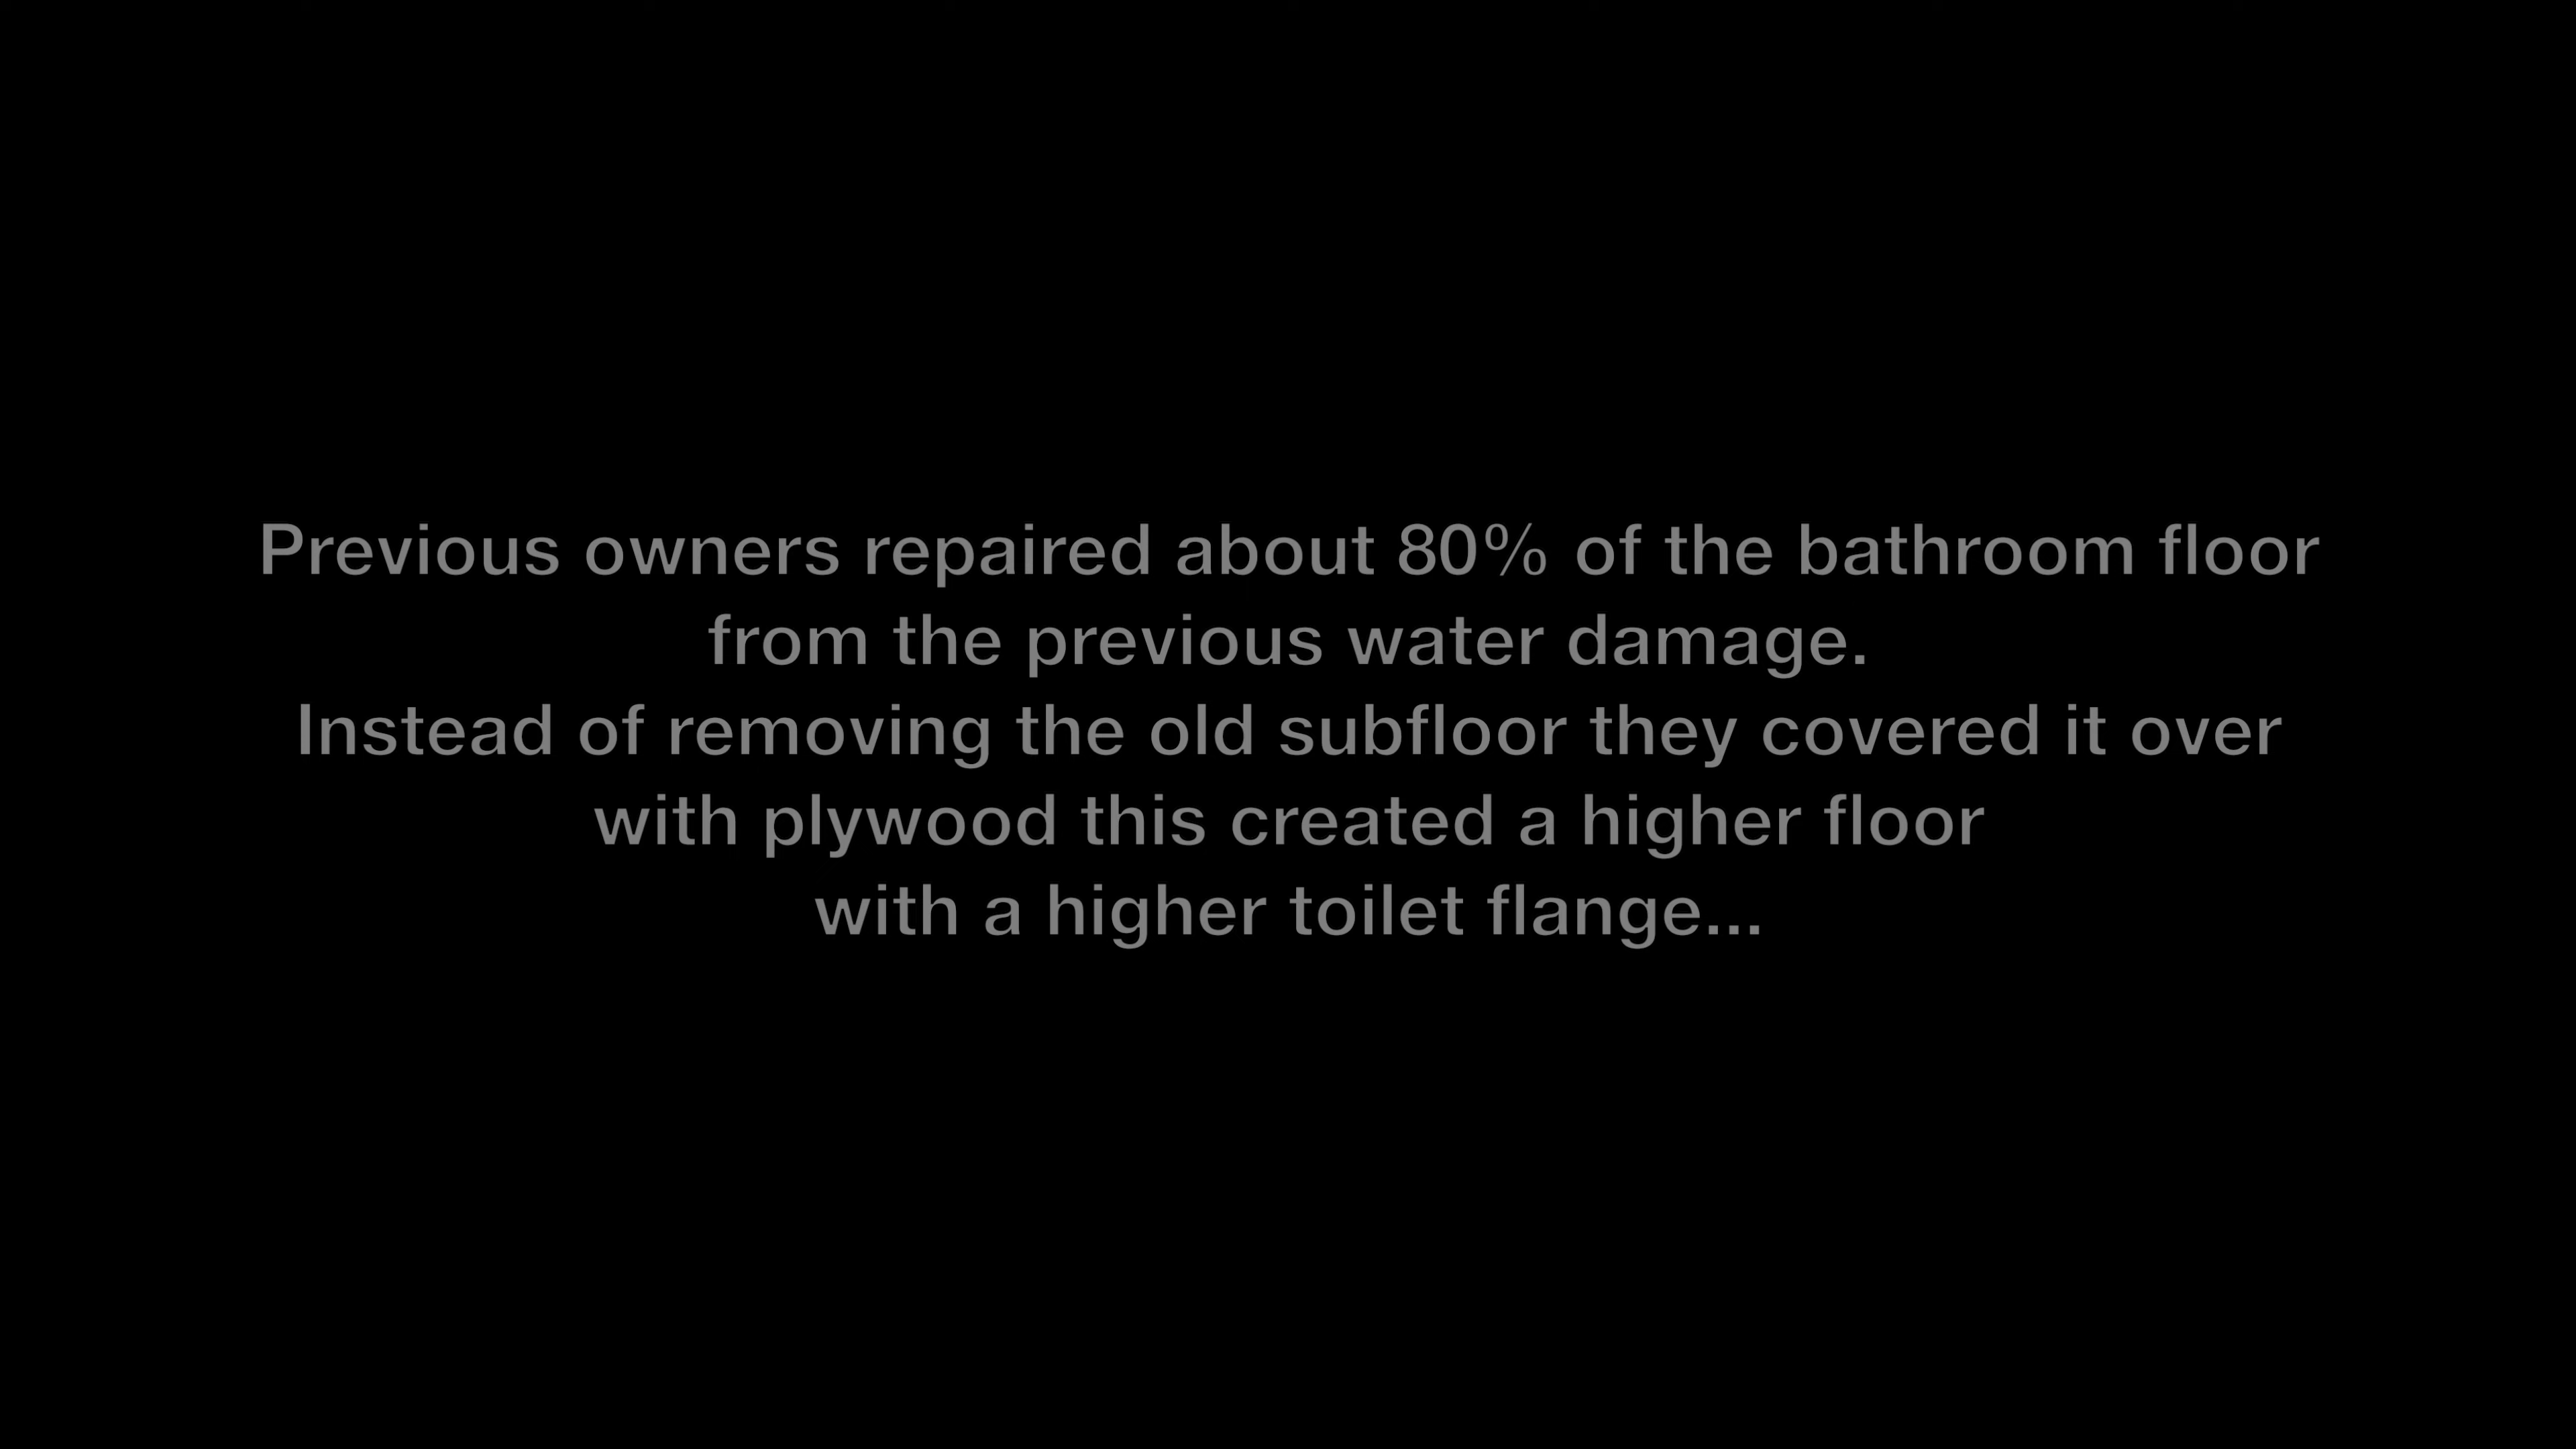 Previous owners repaired about 80% of the bathroom floor
from the previous water damage.
Instead of removing the old subfloor they covered it over
with plywood this created a higher floor
with a higher toilet flange...